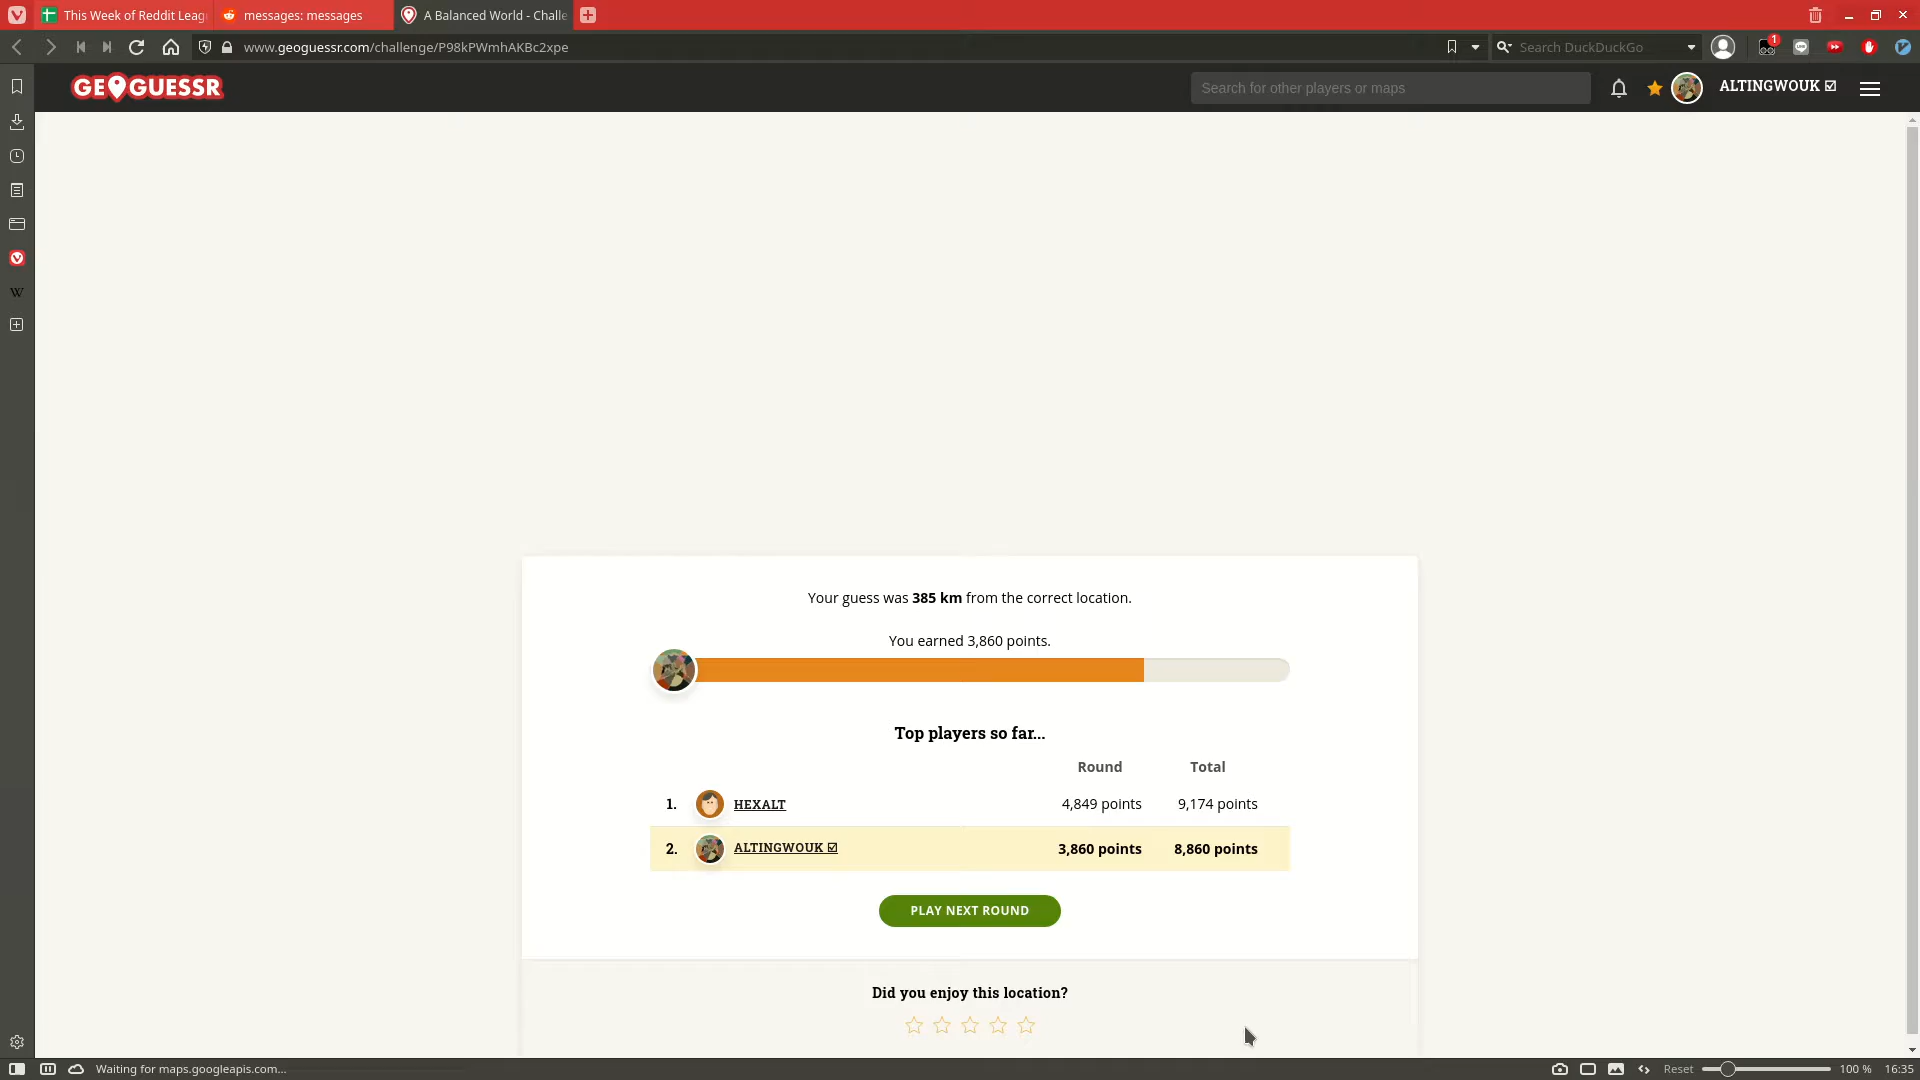 This Week of Reddit Leag
messages: messages
A Balanced World - Challe
www.geoguessr.com/challenge/P98kPWmhAKBc2xpe
Search DuckDuckGo
1
GEOGUESSR
Search for other players or maps
ALTINGWOUK ☑
W
Your guess was 385 km from the correct location.
You earned 3,860 points.
Top players so far...
Round Total
1. HEXALT 4,849 points 9,174 points
2. ALTINGWOUK ☑ 3,860 points 8,860 points
PLAY NEXT ROUND
Did you enjoy this location?
Waiting for maps.googleapis.com...
Reset 100 % 16:35